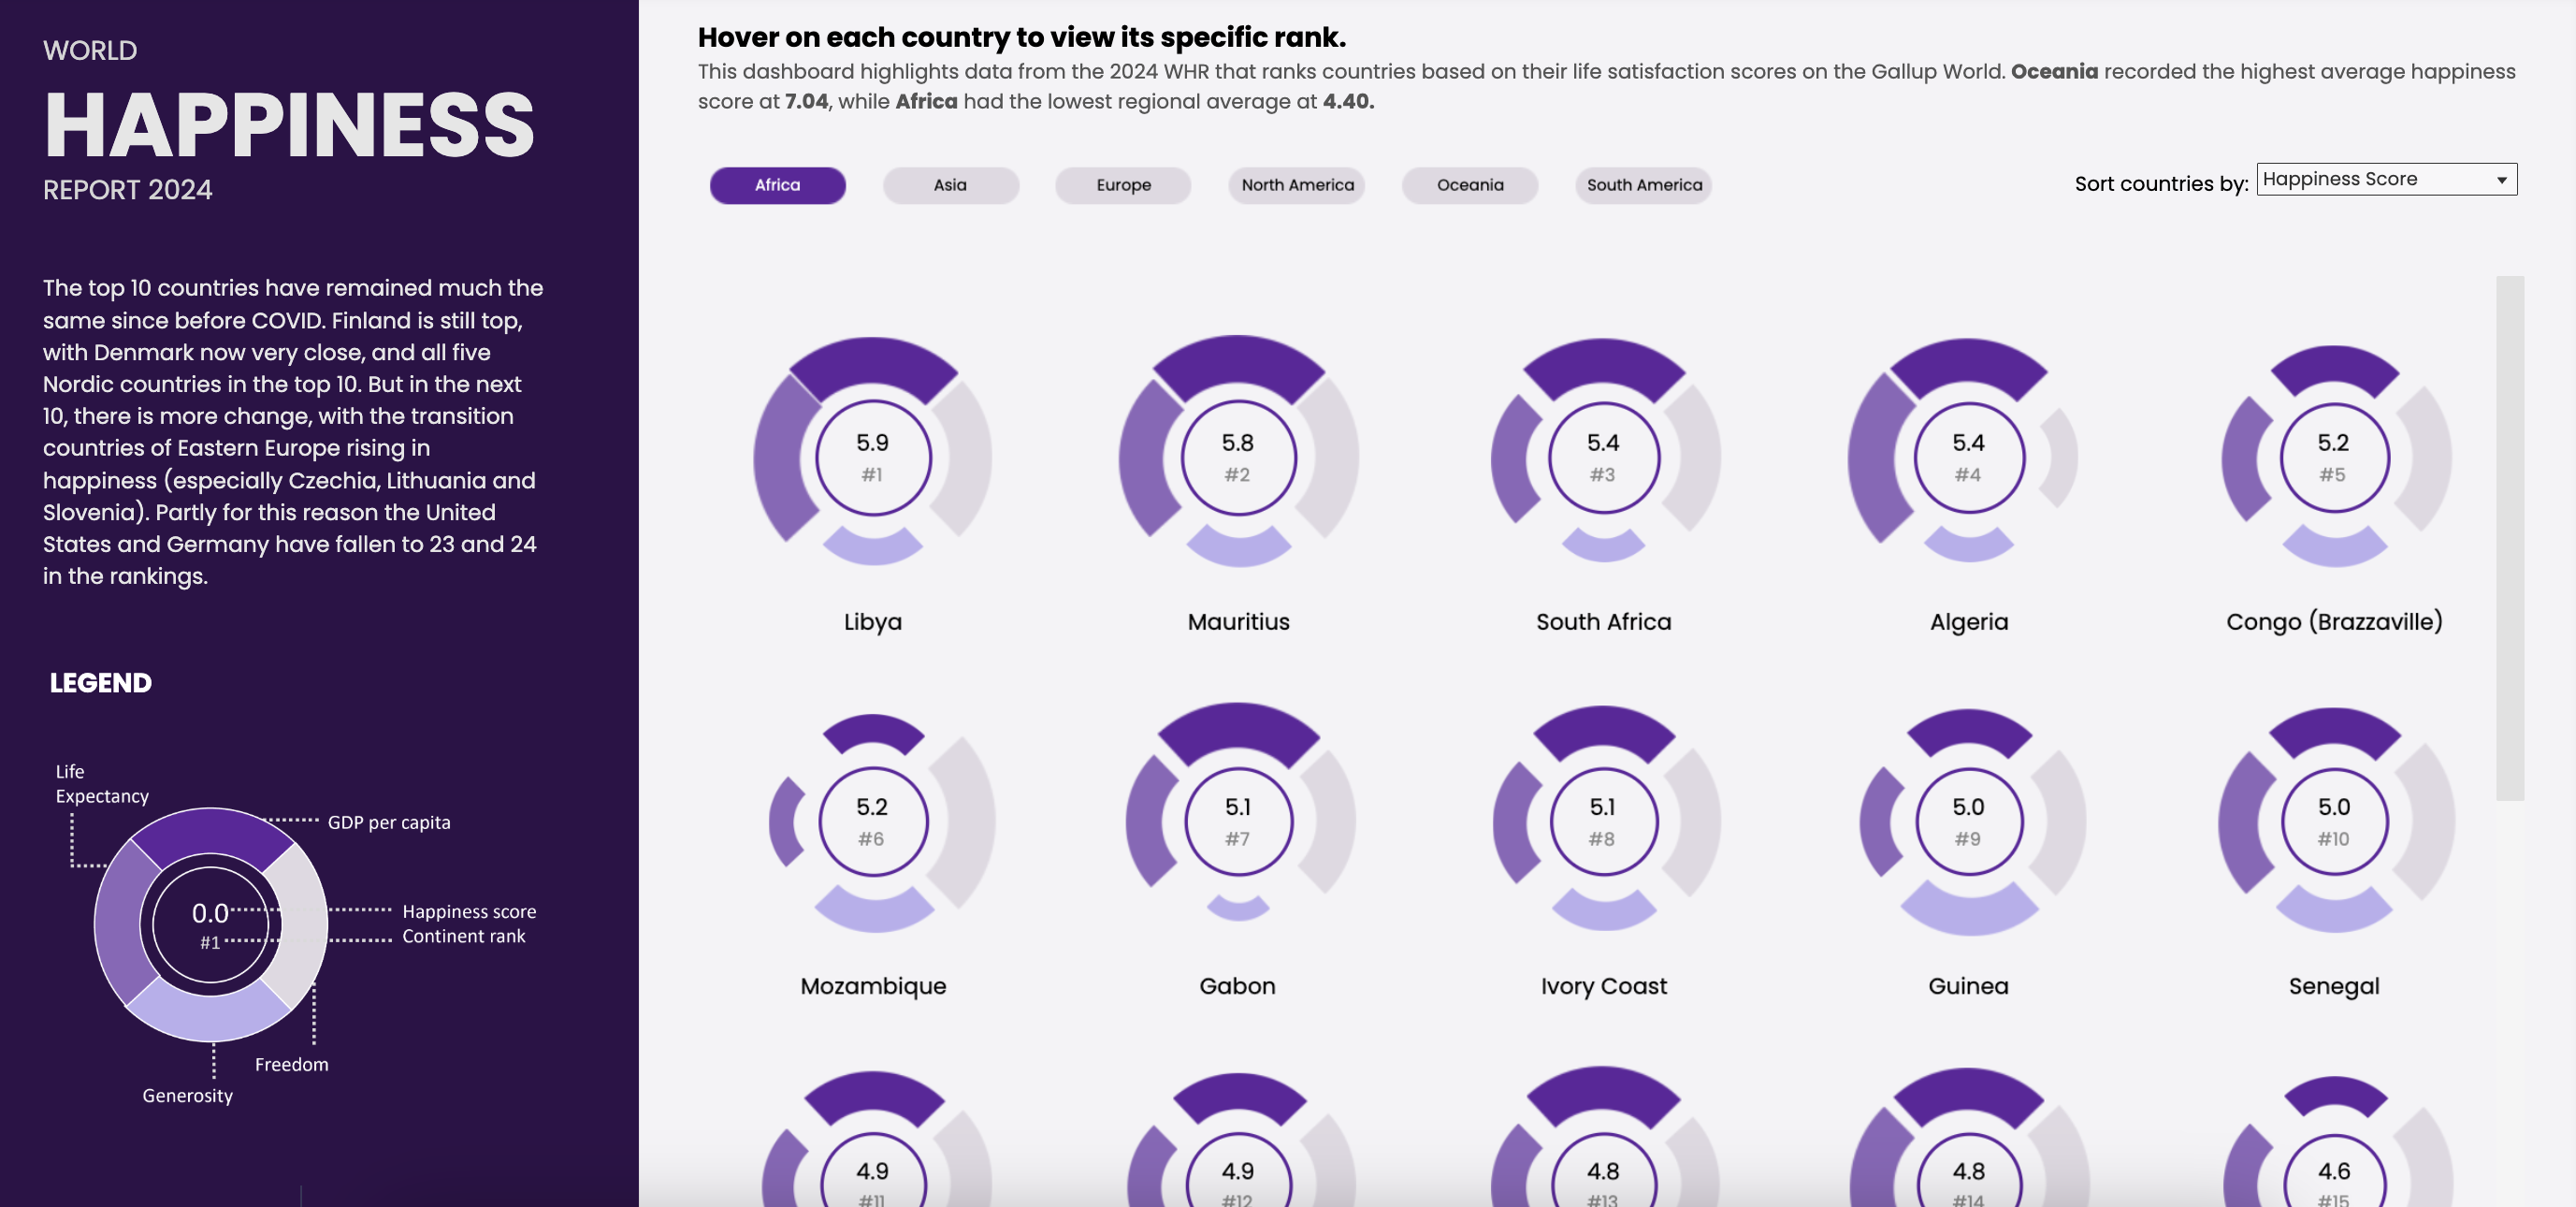 WORLD
HAPPINESS
REPORT 2024
The top 10 countries have remained much the
same since before COVID. Finland is still top,
with Denmark now very close, and all five
Nordic countries in the top 10. But in the next
10, there is more change, with the transition
countries of Eastern Europe rising in
happiness (especially Czechia, Lithuania and
Slovenia). Partly for this reason the United
States and Germany have fallen to 23 and 24
in the rankings.
LEGEND
Life
Expectancy
GDP per capita
0.0
Happiness score
#1
Continent rank
Freedom
Generosity
Hover on each country to view its specific rank.
This dashboard highlights data from the 2024 WHR that ranks countries based on their life satisfaction scores on the Gallup World. Oceania recorded the highest average happiness
score at 7.04, while Africa had the lowest regional average at 4.40.
Africa
Asia
Europe
North America
Oceania
South America
Sort countries by:
Happiness Score
5.9
#1
Libya
5.8
#2
Mauritius
5.4
#3
South Africa
5.4
#4
Algeria
5.2
#5
Congo (Brazzaville)
5.2
#6
Mozambique
5.1
#7
Gabon
5.1
#8
Ivory Coast
5.0
#9
Guinea
5.0
#10
Senegal
4.9
#11
4.9
#12
4.8
#13
4.8
#14
4.6
#15